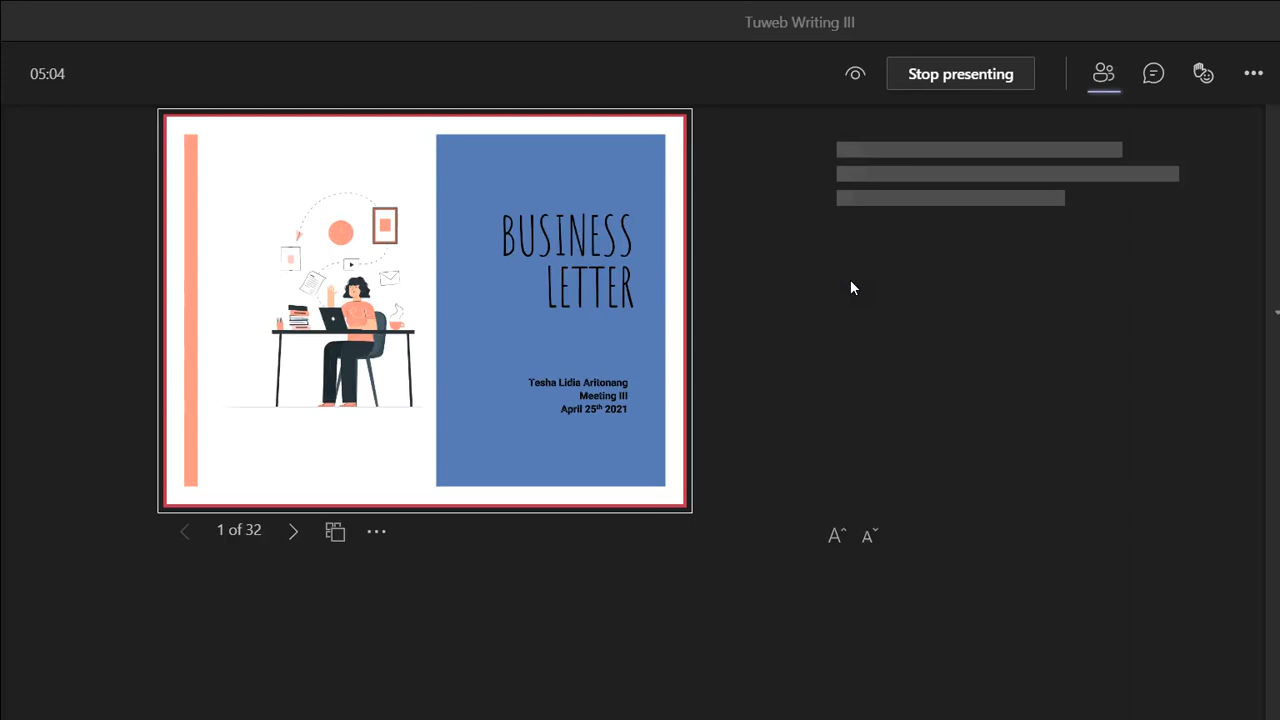 Tuweb Writing III
05:04
Stop presenting
BUSINESS
LETTER
Tesha Lidia Aritonang
Meeting III
April 25th 2021
1 of 32
A A